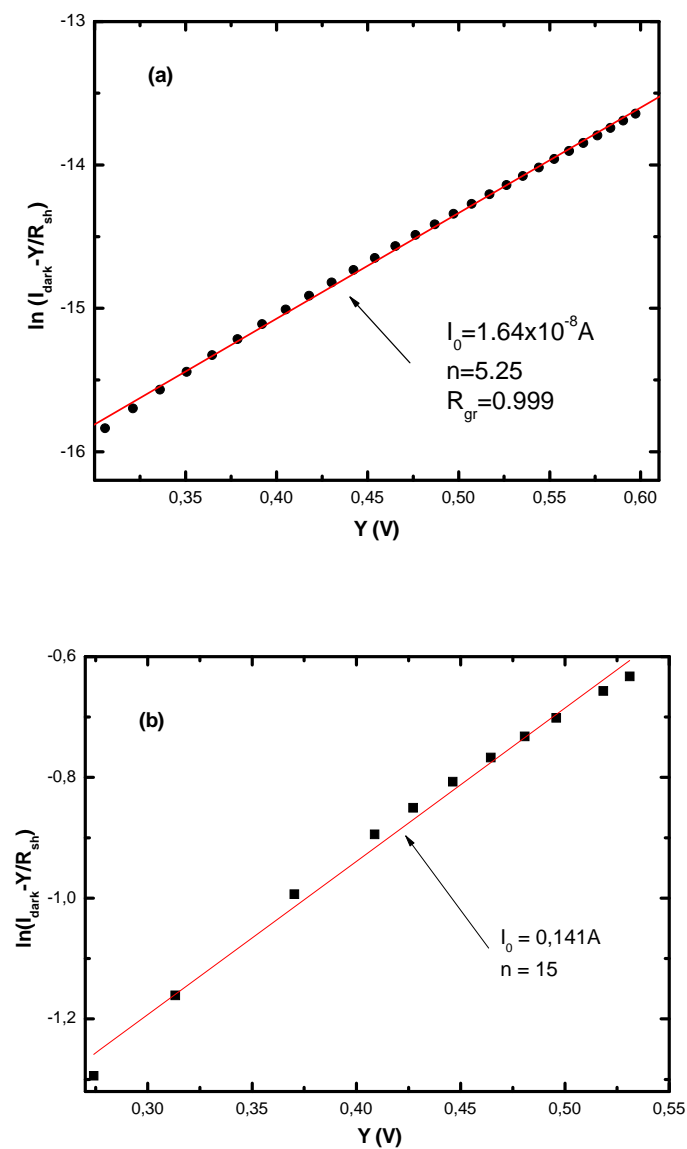 -13
(a)
-14
-15
-16
ln (I_dark-Y/R_sh)
I_0=1.64x10^-8A
n=5.25
R_gr=0.999
0,35 0,40 0,45 0,50 0,55 0,60
Y (V)
-0,6
(b)
-0,8
-1,0
-1,2
ln(I_dark-Y/R_sh)
I_0 = 0,141A
n = 15
0,30 0,35 0,40 0,45 0,50 0,55
Y (V)